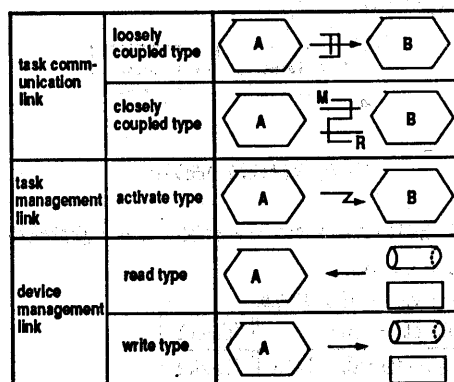 task comm-
unication
link
loosely
coupled type
A
B
closely
coupled type
A
M
R
B
task
management
link
activate type
A
B
device
management
link
read type
A
write type
A